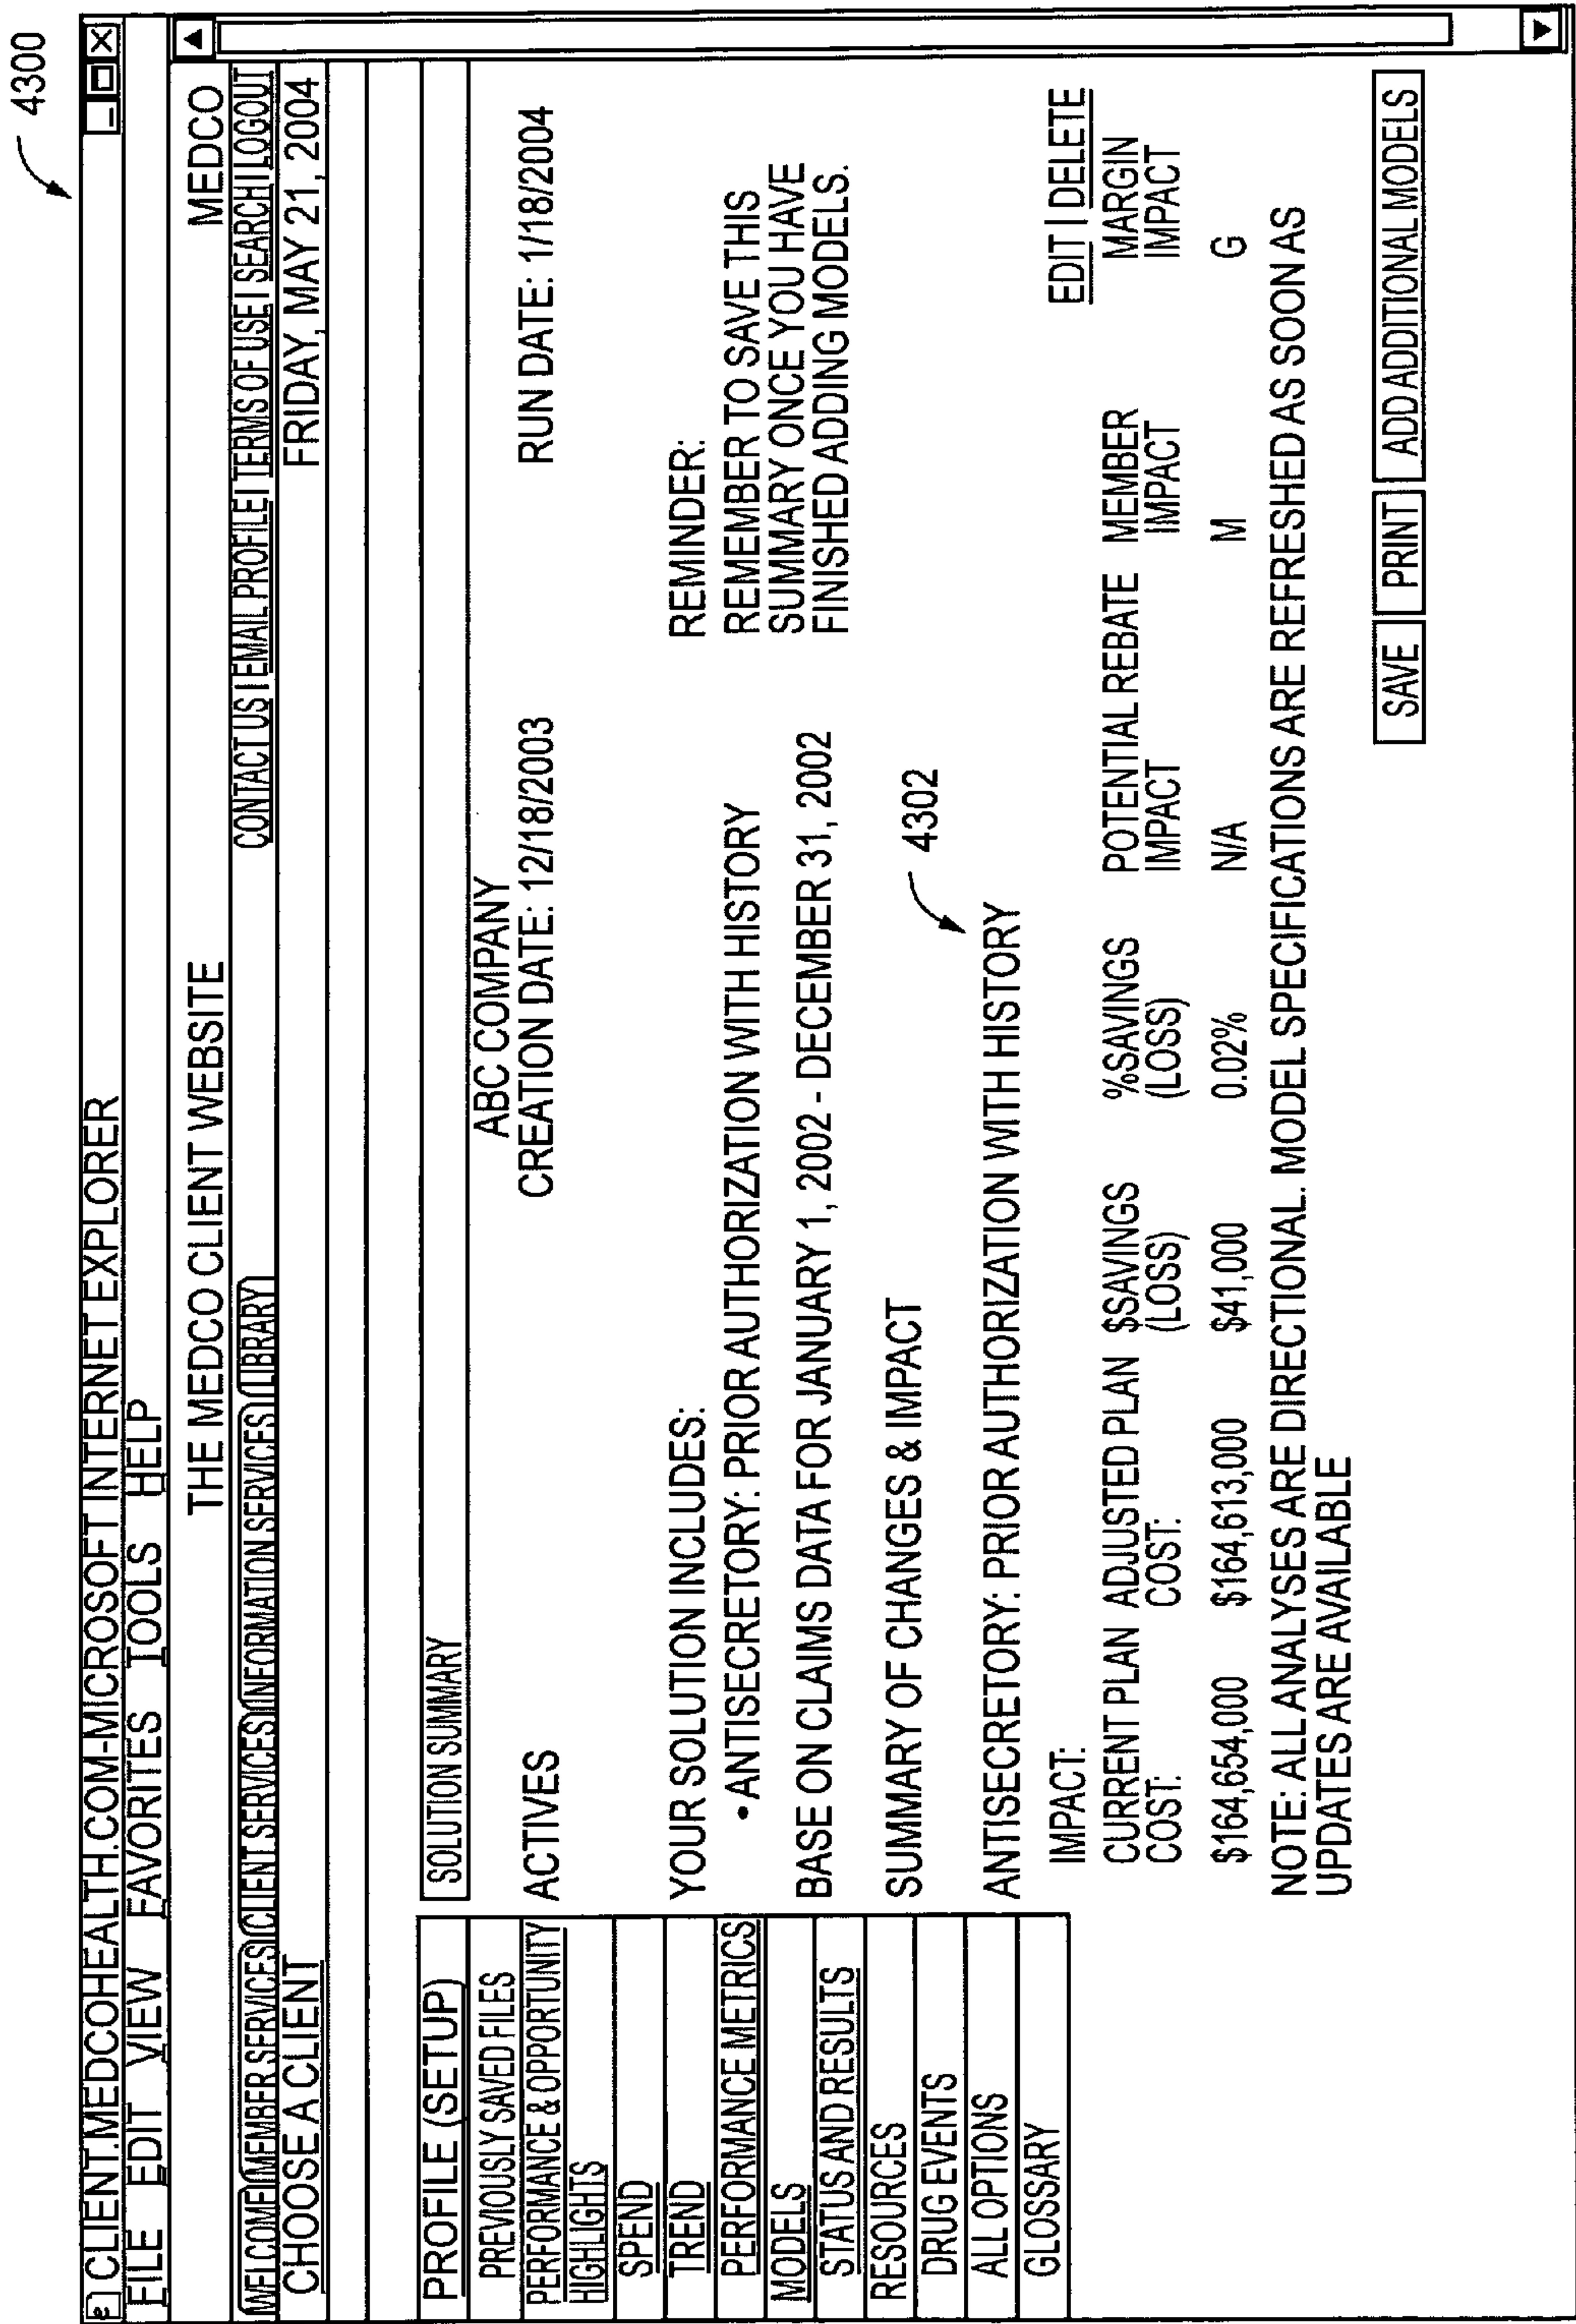 4300
CLIENT.MEDCOHEALTH.COM-MICROSOFT INTERNET EXPLORER
FILE EDIT VIEW FAVORITES TOOLS HELP
THE MEDCO CLIENT WEBSITE MEDCO
WELCOME MEMBER SERVICES CLIENT SERVICES INFORMATION SERVICES LIBRARY CONTACT US | EMAIL PROFILE | TERMS OF USE | SEARCH | LOGOUT
CHOOSE A CLIENT FRIDAY, MAY 21, 2004
PROFILE (SETUP)
PREVIOUSLY SAVED FILES
PERFORMANCE & OPPORTUNITY
HIGHLIGHTS
SPEND
TREND
PERFORMANCE METRICS
MODELS
STATUS AND RESULTS
RESOURCES
DRUG EVENTS
ALL OPTIONS
GLOSSARY
SOLUTION SUMMARY
ABC COMPANY
ACTIVES CREATION DATE: 12/18/2003 RUN DATE: 1/18/2004
YOUR SOLUTION INCLUDES:
• ANTISECRETORY: PRIOR AUTHORIZATION WITH HISTORY
BASE ON CLAIMS DATA FOR JANUARY 1, 2002 - DECEMBER 31, 2002
REMINDER:
REMEMBER TO SAVE THIS
SUMMARY ONCE YOU HAVE
FINISHED ADDING MODELS.
SUMMARY OF CHANGES & IMPACT
4302
ANTISECRETORY: PRIOR AUTHORIZATION WITH HISTORY
IMPACT: EDIT | DELETE
CURRENT PLAN ADJUSTED PLAN $SAVINGS %SAVINGS POTENTIAL REBATE MEMBER MARGIN
COST: COST: (LOSS) (LOSS) IMPACT IMPACT IMPACT
$164,654,000 $164,613,000 $41,000 0.02% N/A M G
NOTE: ALL ANALYSES ARE DIRECTIONAL. MODEL SPECIFICATIONS ARE REFRESHED AS SOON AS
UPDATES ARE AVAILABLE
SAVE PRINT ADD ADDITIONAL MODELS